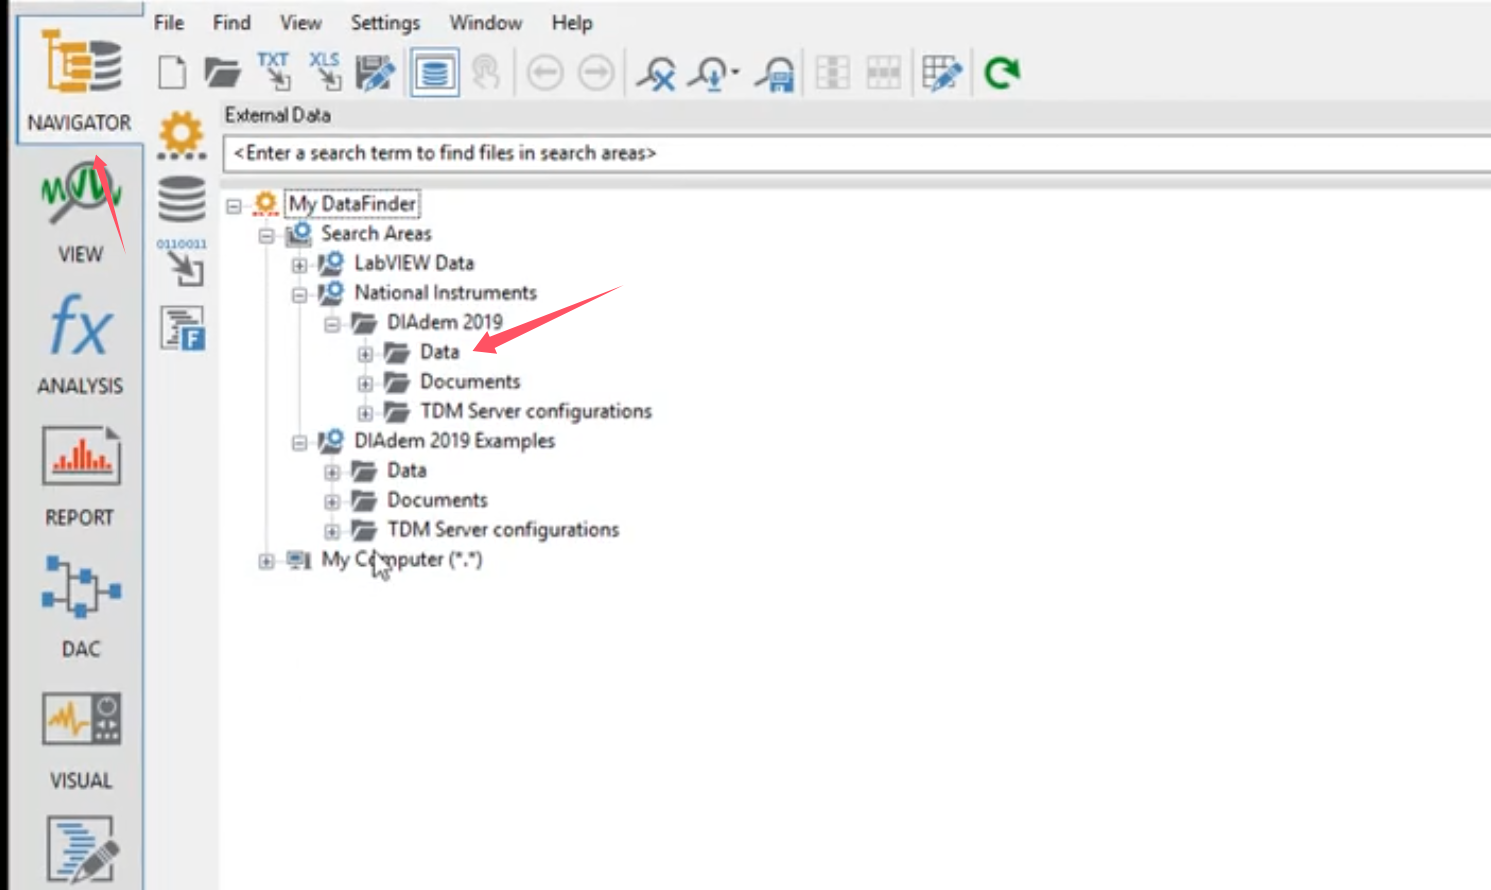 File Find View Settings Window Help
TXT XLS
NAVIGATOR
VIEW
fx
ANALYSIS
REPORT
DAC
VISUAL
0110011
F
External Data
<Enter a search term to find files in search areas>
My DataFinder
Search Areas
LabVIEW Data
National Instruments
DIAdem 2019
Data
Documents
TDM Server configurations
DIAdem 2019 Examples
Data
Documents
TDM Server configurations
My Computer (*.*)